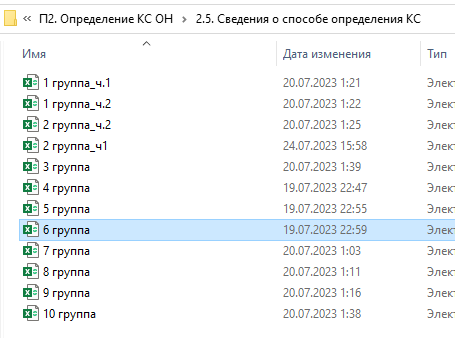 « П2. Определение КС ОН > 2.5. Сведения о способе определения КС
Имя Дата изменения Тип
1 группа_ч.1 20.07.2023 1:21 Элект
1 группа_ч.2 20.07.2023 1:22 Элект
2 группа_ч.2 20.07.2023 1:25 Элект
2 группа_ч1 24.07.2023 15:58 Элект
3 группа 20.07.2023 1:39 Элект
4 группа 19.07.2023 22:47 Элект
5 группа 19.07.2023 22:55 Элект
6 группа 19.07.2023 22:59 Элект
7 группа 20.07.2023 1:03 Элект
8 группа 20.07.2023 1:11 Элект
9 группа 20.07.2023 1:16 Элект
10 группа 20.07.2023 1:38 Элект